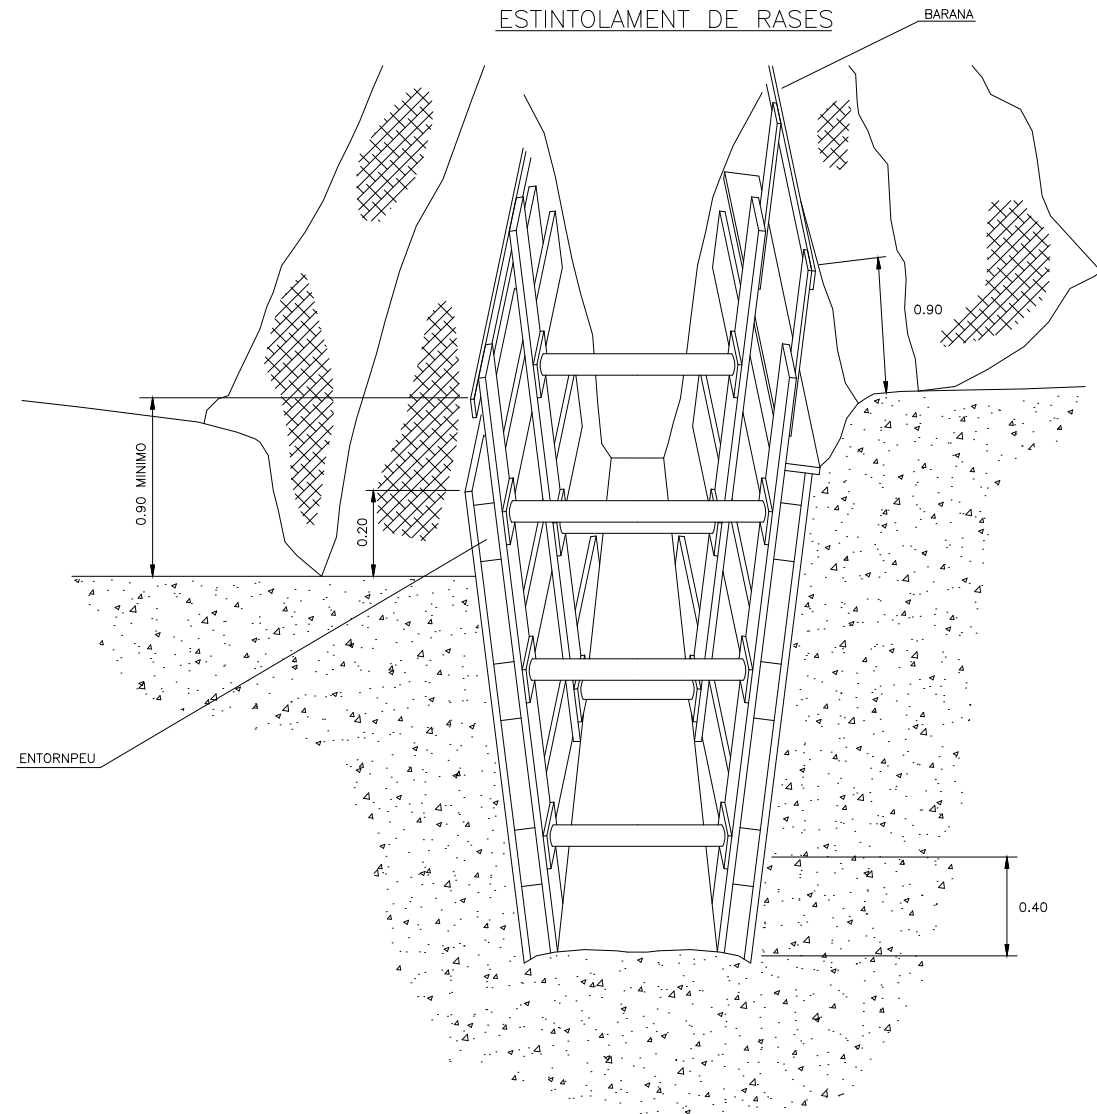 ESTINTOLAMENT DE RASES
BARANA
0.90
0.90 MINIMO
0.20
ENTORNPEU
0.40